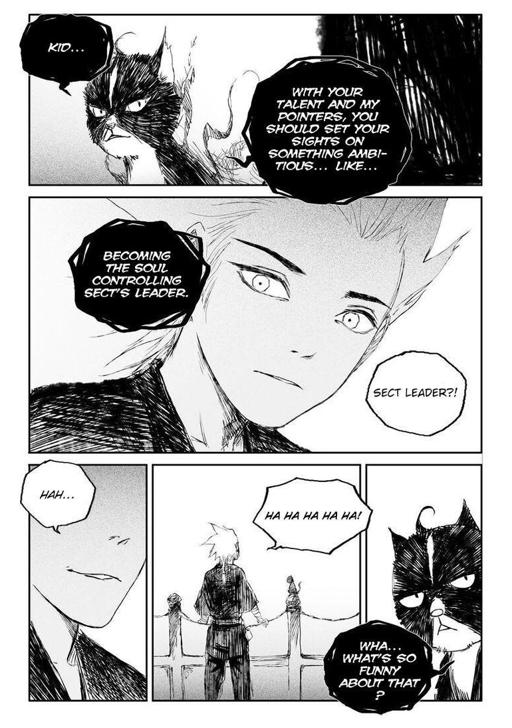 KID...
WITH YOUR
TALENT AND MY
POINTERS, YOU
SHOULD SET YOUR
SIGHTS ON
SOMETHING AMBI-
TIOUS... LIKE...
BECOMING
THE SOUL
CONTROLLING
SECT'S LEADER.
SECT LEADER?!
HAH...
HA HA HA HA HA!
WHA...
WHAT'S SO
FUNNY
ABOUT THAT
?